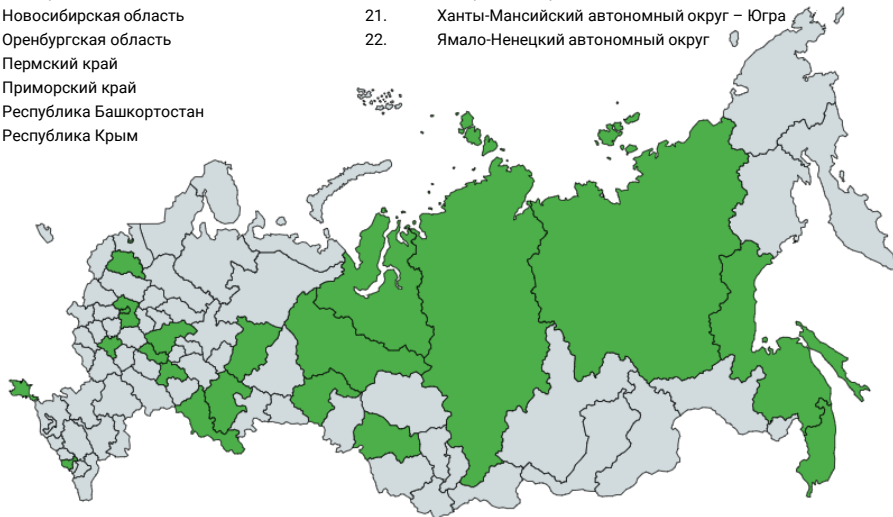 Новосибирская область
Оренбургская область
Пермский край
Приморский край
Республика Башкортостан
Республика Крым
21. Ханты-Мансийский автономный округ – Югра
22. Ямало-Ненецкий автономный округ